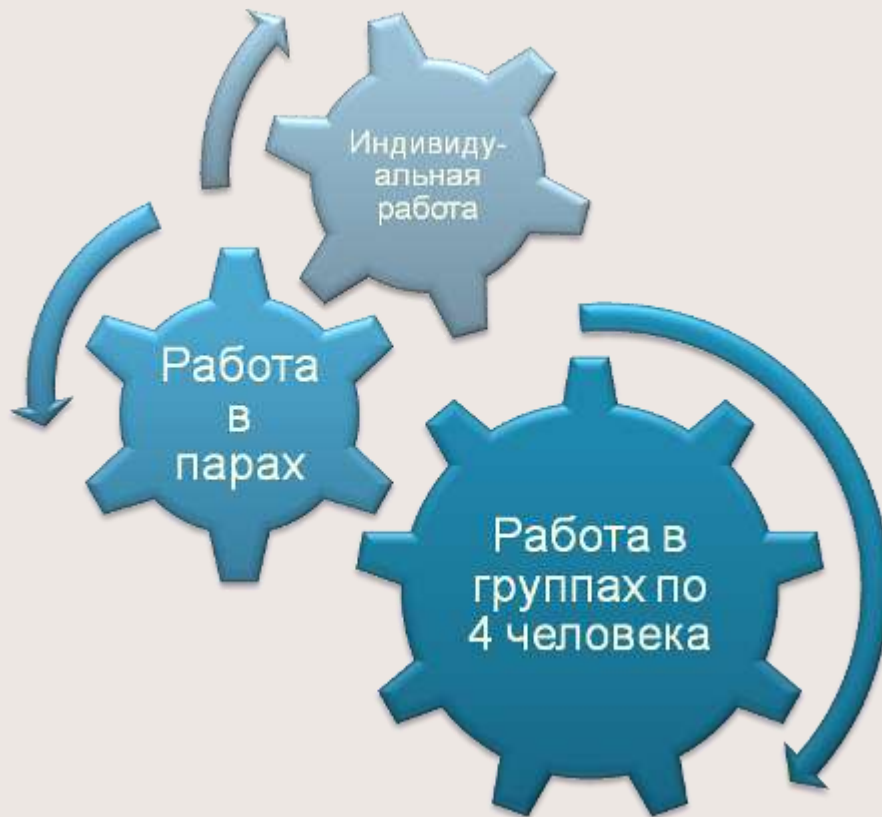 Индивиду-
альная
работа
Работа
в
парах
Работа в
группах по
4 человека